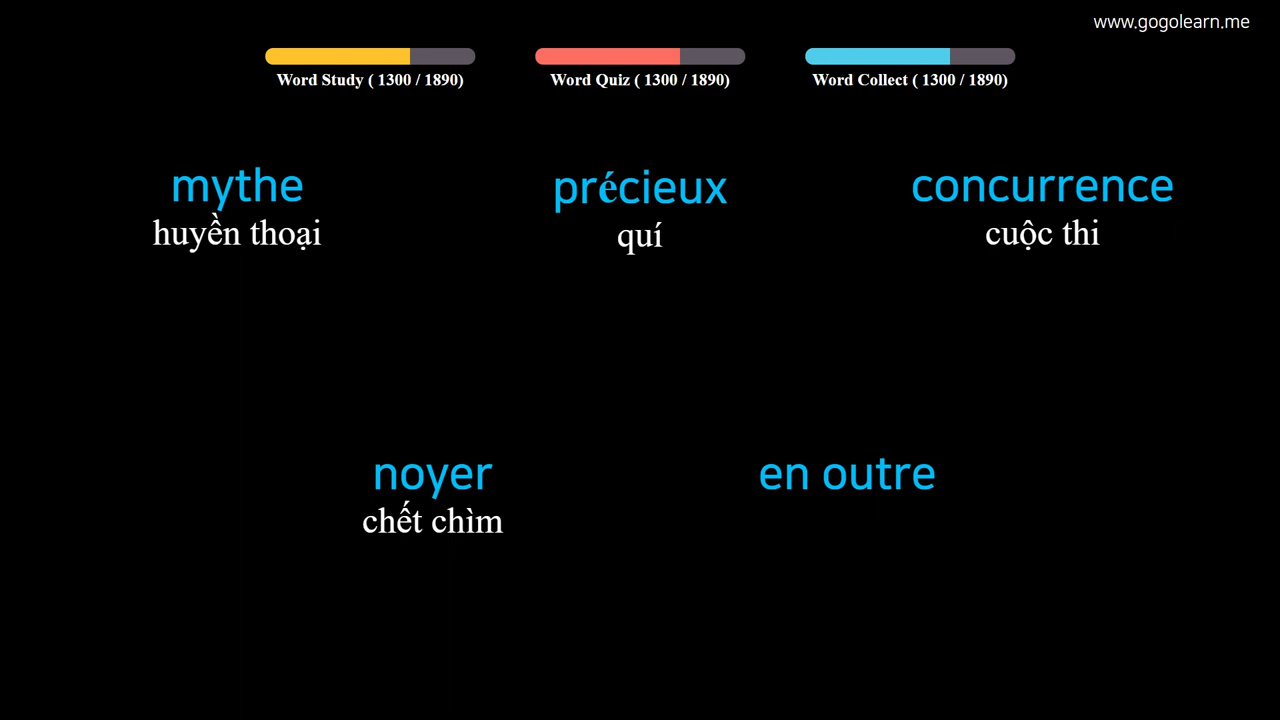 www.gogolearn.me
Word Study ( 1300 / 1890)
Word Quiz ( 1300 / 1890)
Word Collect ( 1300 / 1890)
mythe
huyền thoại
précieux
quí
concurrence
cuộc thi
noyer
chết chìm
en outre